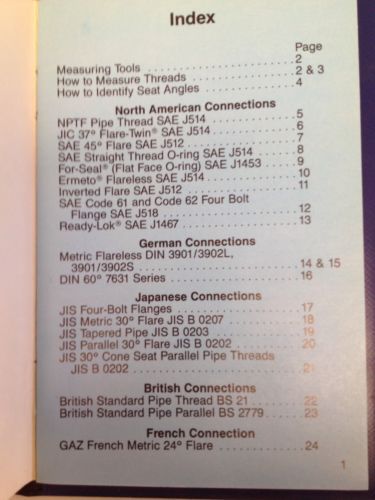 Index
Page
Measuring Tools . . . . . . . . . . . . . . . . . . . . . . . . 2
How to Measure Threads . . . . . . . . . . . . . . . . 2 & 3
How to Identify Seat Angles . . . . . . . . . . . . . . . 4
North American Connections
NPTF Pipe Thread SAE J514 . . . . . . . . . . . . . . 5
JIC 37° Flare-Twin® SAE J514 . . . . . . . . . . . . . 6
SAE 45° Flare SAE J512 . . . . . . . . . . . . . . . . . 7
SAE Straight Thread O-ring SAE J514 . . . . . . . 8
For-Seal® (Flat Face O-ring) SAE J1453 . . . . . 9
Ermeto® Flareless SAE J514 . . . . . . . . . . . . . . 10
Inverted Flare SAE J512 . . . . . . . . . . . . . . . . . 11
SAE Code 61 and Code 62 Four Bolt
Flange SAE J518 . . . . . . . . . . . . . . . . . . . . . 12
Ready-Lok® SAE J1467 . . . . . . . . . . . . . . . . . 13
German Connections
Metric Flareless DIN 3901/3902L,
3901/3902S . . . . . . . . . . . . . . . . . . . . . . 14 & 15
DIN 60° 7631 Series . . . . . . . . . . . . . . . . . . . . 16
Japanese Connections
JIS Four-Bolt Flanges . . . . . . . . . . . . . . . . . . . 17
JIS Metric 30° Flare JIS B 0207 . . . . . . . . . . . . 18
JIS Tapered Pipe JIS B 0203 . . . . . . . . . . . . . . 19
JIS Parallel 30° Flare JIS B 0202 . . . . . . . . . . . 20
JIS 30° Cone Seat Parallel Pipe Threads
JIS B 0202 . . . . . . . . . . . . . . . . . . . . . . . . . 21
British Connections
British Standard Pipe Thread BS 21 . . . . . . . . . 22
British Standard Pipe Parallel BS 2779 . . . . . . . 23
French Connection
GAZ French Metric 24° Flare . . . . . . . . . . . . . . 24
1